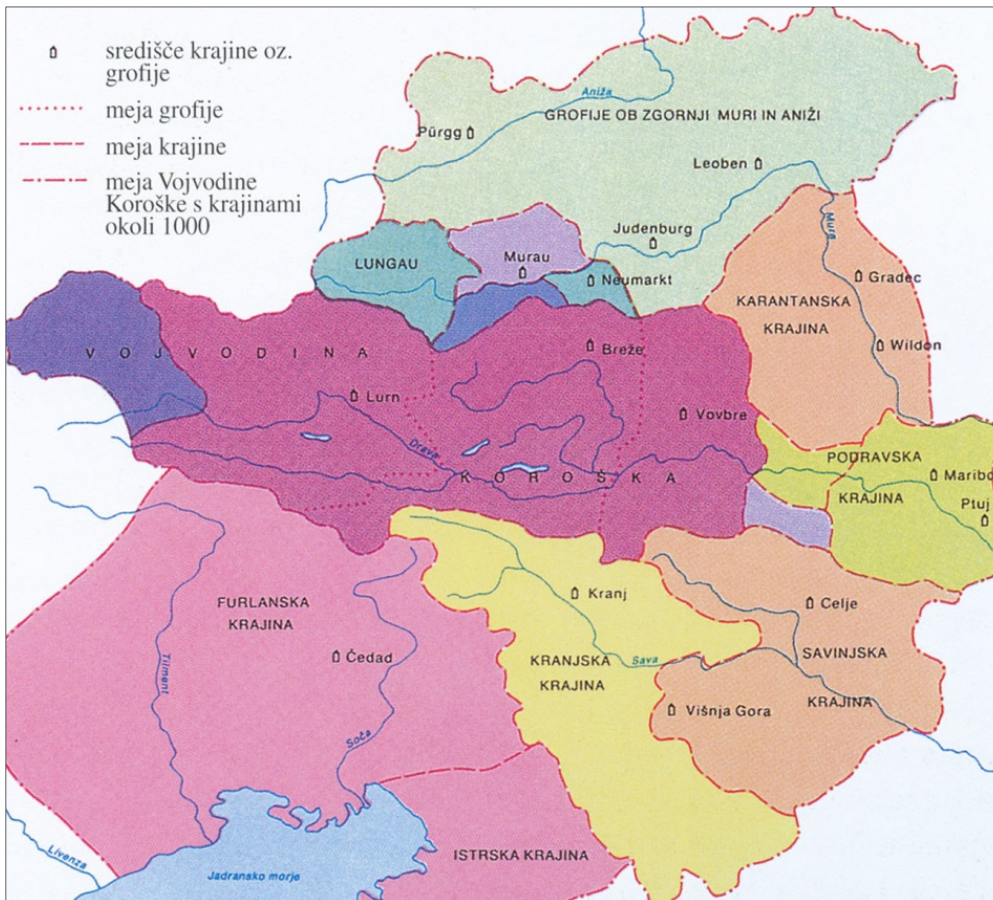 središče krajine oz.
grofije
meja grofije
meja krajine
meja Vojvodine
Koroške s krajinami
okoli 1000
Aniža
Pürgg
GROFIJE OB ZGORNJI MURI IN ANIŽI
Leoben
Judenburg
Mura
LUNGAU
Murau
Neumarkt
Gradec
KARANTANSKA
KRAJINA
Wildon
VOJVODINA
Breže
Lurn
Vovbre
Drava
KOROŠKA
PODRAVSKA
KRAJINA
Maribo
Ptuj
FURLANSKA
KRAJINA
Kranj
Celje
Čedad
KRANJSKA
KRAJINA
Sava
SAVINJSKA
KRAJINA
Tilment
Soča
Višnja Gora
Livenza
Jadransko morje
ISTRSKA KRAJINA